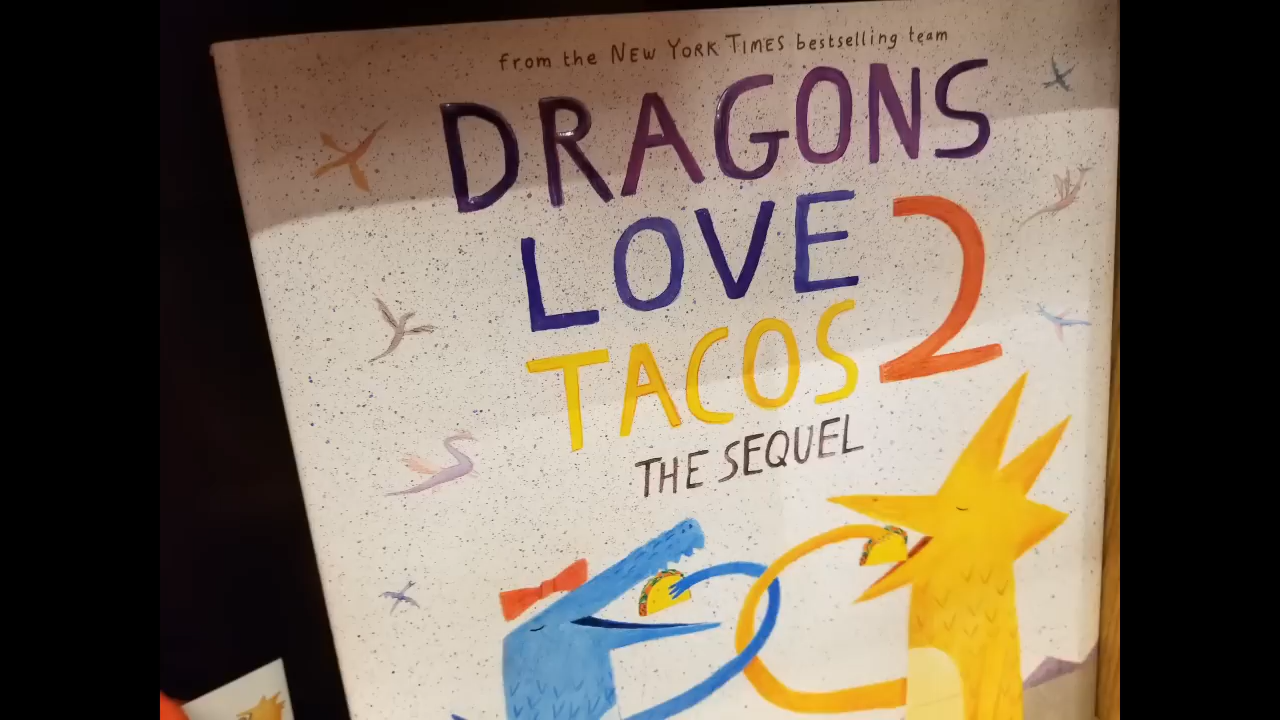 from the NEW YORK TIMES bestselling team
DRAGONS
LOVE
TACOS 2
THE SEQUEL